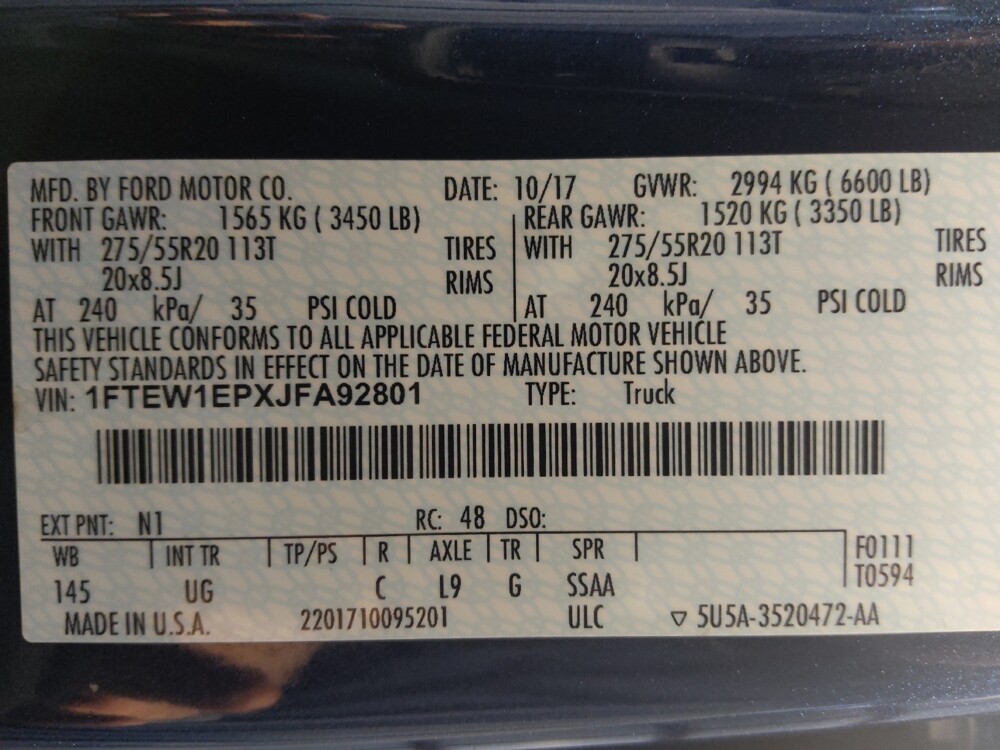 MFD. BY FORD MOTOR CO. DATE: 10/17 GVWR: 2994 KG ( 6600 LB)
FRONT GAWR: 1565 KG ( 3450 LB) REAR GAWR: 1520 KG ( 3350 LB)
WITH 275/55R20 113T TIRES WITH 275/55R20 113T TIRES
20x8.5J RIMS 20x8.5J RIMS
AT 240 kPa/ 35 PSI COLD AT 240 kPa/ 35 PSI COLD
THIS VEHICLE CONFORMS TO ALL APPLICABLE FEDERAL MOTOR VEHICLE
SAFETY STANDARDS IN EFFECT ON THE DATE OF MANUFACTURE SHOWN ABOVE.
VIN: 1FTEW1EPXJFA92801 TYPE: Truck
EXT PNT: N1 RC: 48 DSO:
WB INT TR TP/PS R AXLE TR SPR F0111
145 UG C L9 G SSAA T0594
MADE IN U.S.A. 2201710095201 ULC ▽ 5U5A-3520472-AA